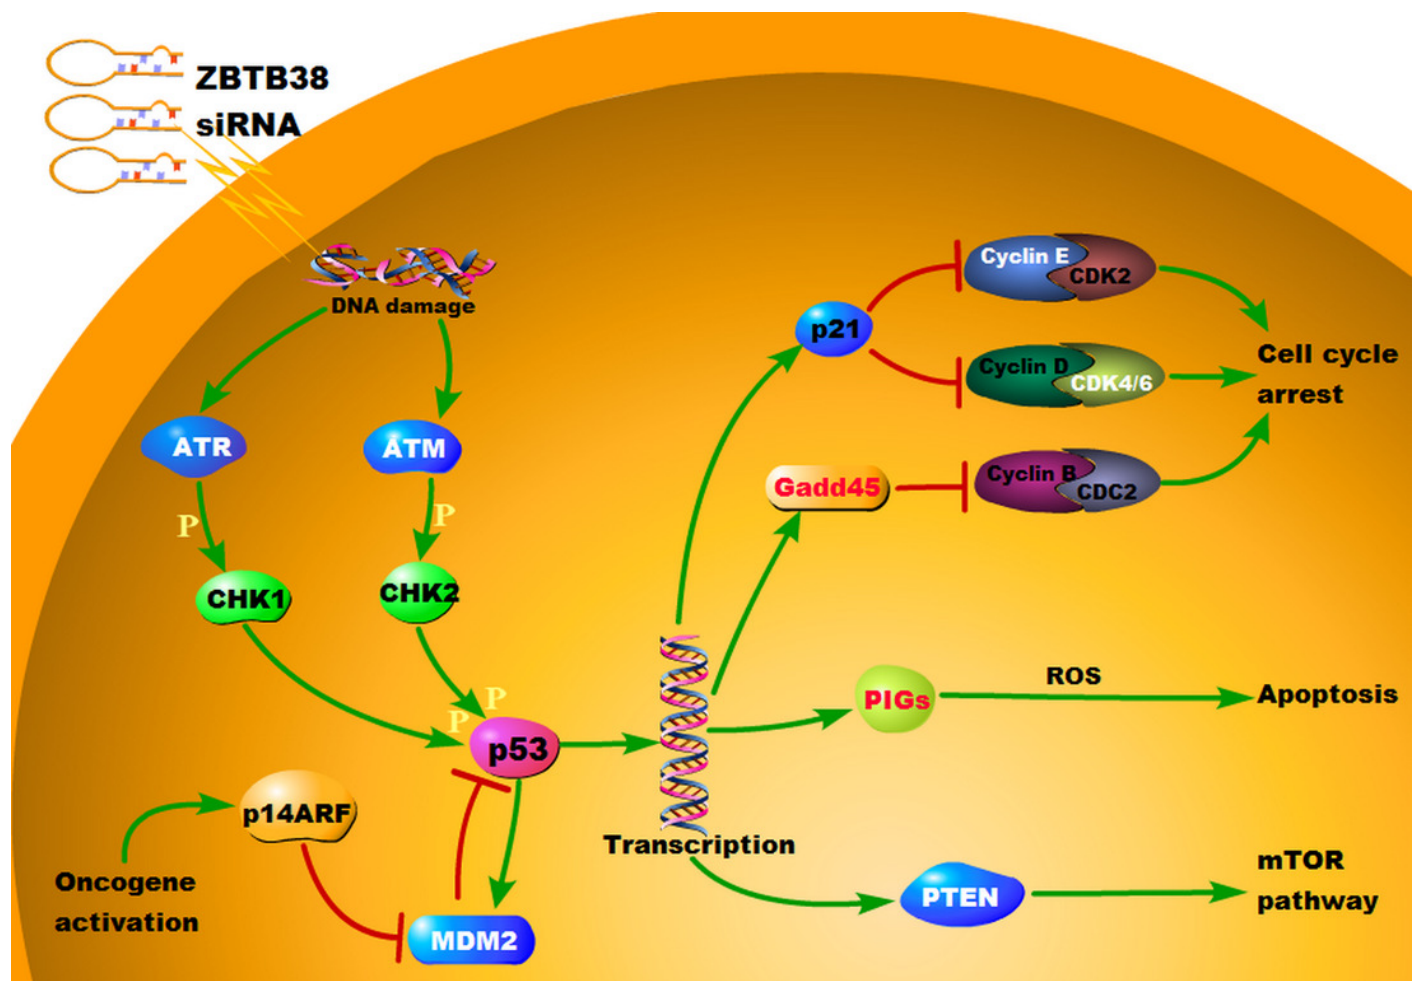 ZBTB38
siRNA
DNA damage
ATR
ATM
P
P
CHK1
CHK2
P
P
p53
p14ARF
Oncogene
activation
MDM2
Transcription
p21
Gadd45
PIGs
PTEN
Cyclin E
CDK2
Cyclin D
CDK4/6
Cyclin B
CDC2
Cell cycle
arrest
ROS
Apoptosis
mTOR
pathway